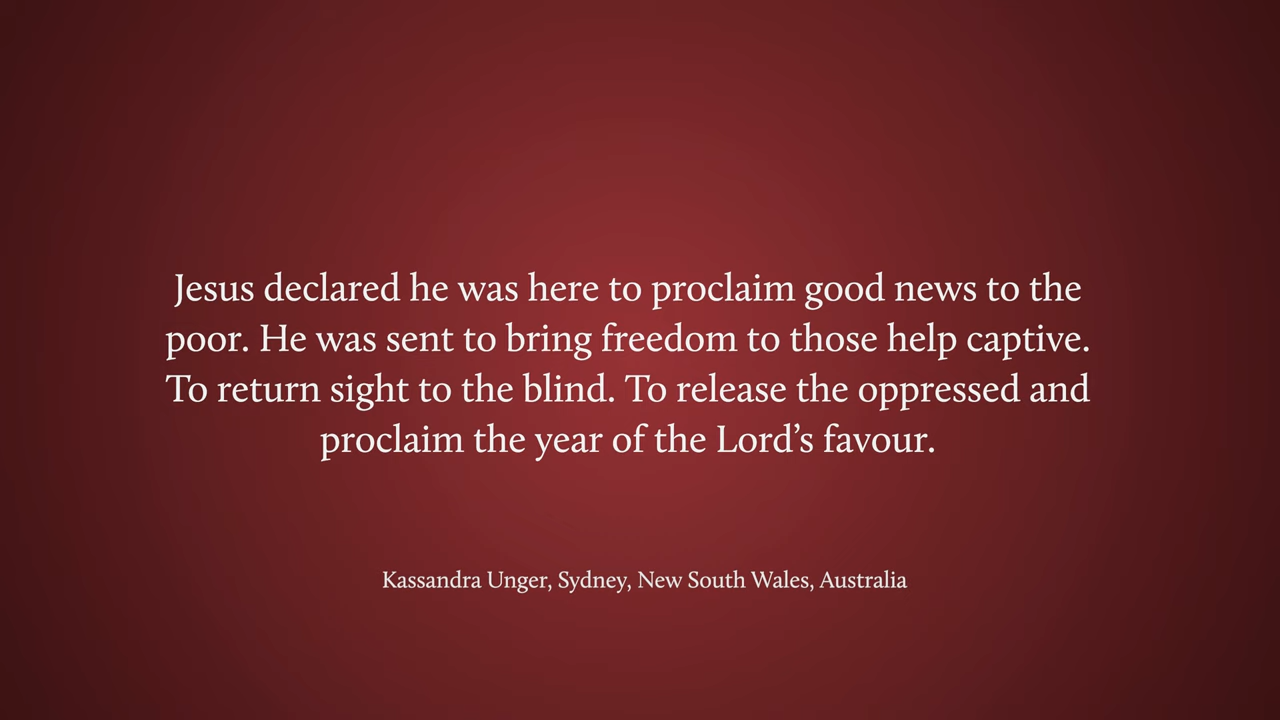 Jesus declared he was here to proclaim good news to the
poor. He was sent to bring freedom to those help captive.
To return sight to the blind. To release the oppressed and
proclaim the year of the Lord’s favour.
Kassandra Unger, Sydney, New South Wales, Australia